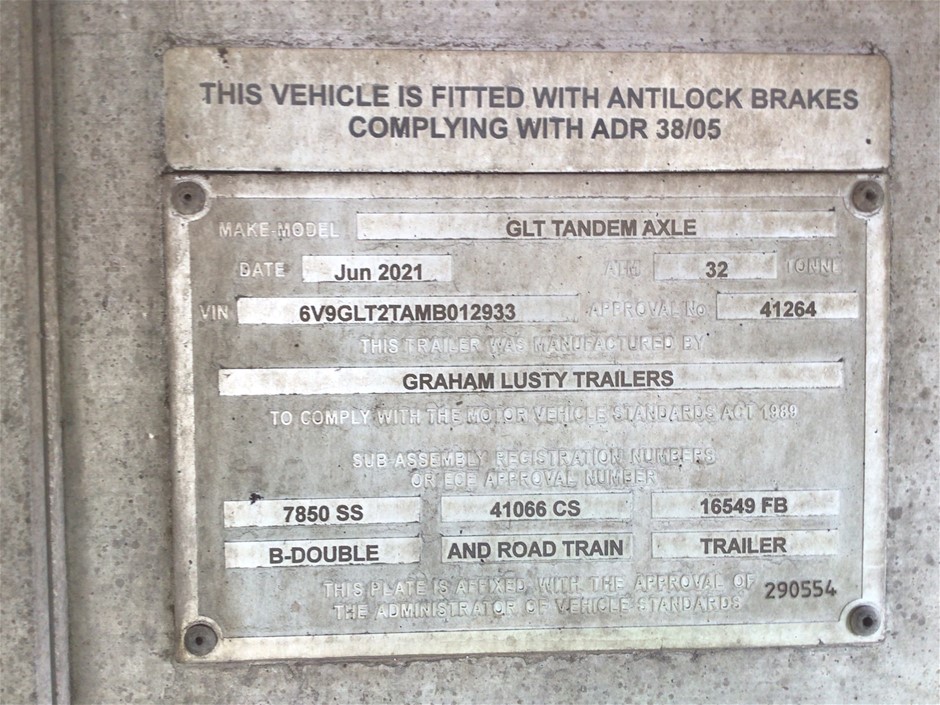 THIS VEHICLE IS FITTED WITH ANTILOCK BRAKES
COMPLYING WITH ADR 38/05
MAKE-MODEL GLT TANDEM AXLE
DATE Jun 2021 ATM 32 TONNE
VIN 6V9GLT2TAMB012933 APPROVAL No 41264
THIS TRAILER WAS MANUFACTURED BY
GRAHAM LUSTY TRAILERS
TO COMPLY WITH THE MOTOR VEHICLE STANDARDS ACT 1989
SUB-ASSEMBLY REGISTRATION NUMBERS
OR ECE APPROVAL NUMBER
7850 SS 41066 CS 16549 FB
B-DOUBLE AND ROAD TRAIN TRAILER
THIS PLATE IS AFFIXED WITH THE APPROVAL OF 290554
THE ADMINISTRATOR OF VEHICLE STANDARDS